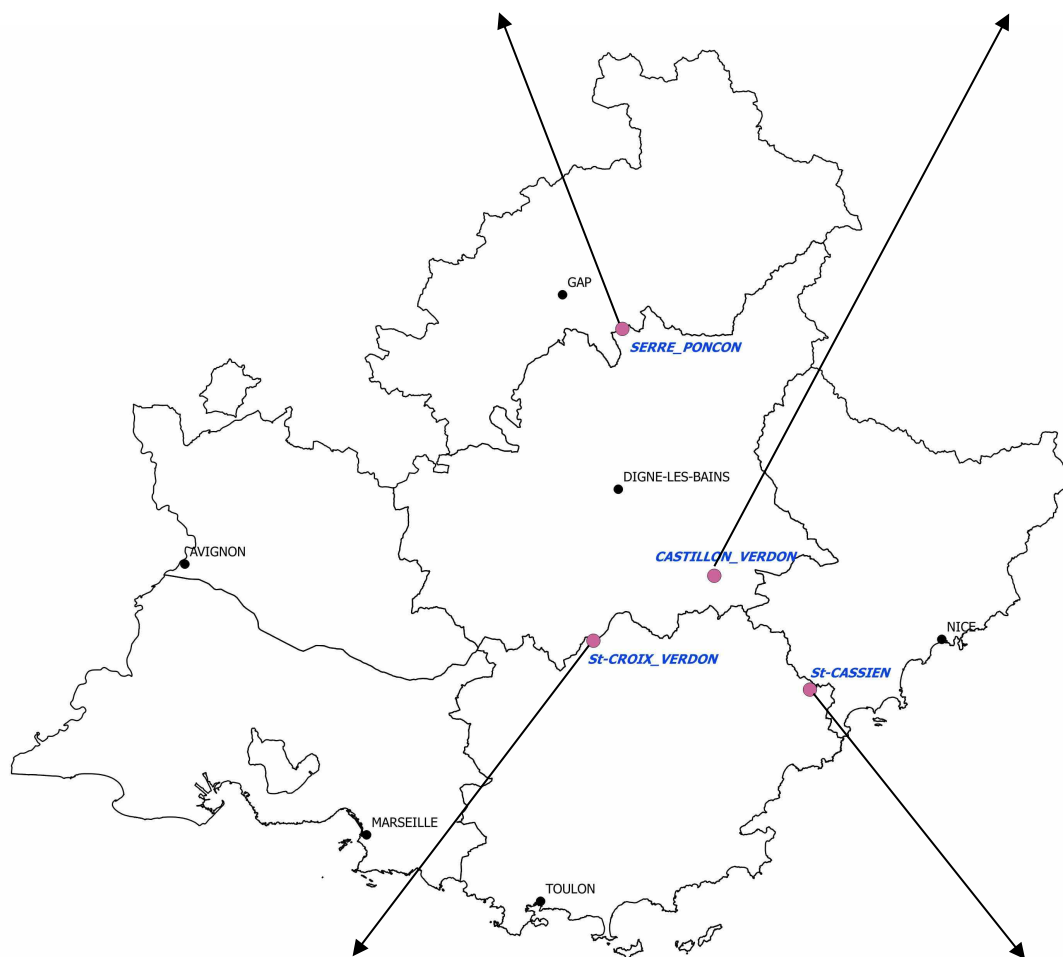 GAP
SERRE_PONCON
DIGNE-LES-BAINS
AVIGNON
CASTILLON_VERDON
NICE
St-CROIX_VERDON
St-CASSIEN
MARSEILLE
TOULON